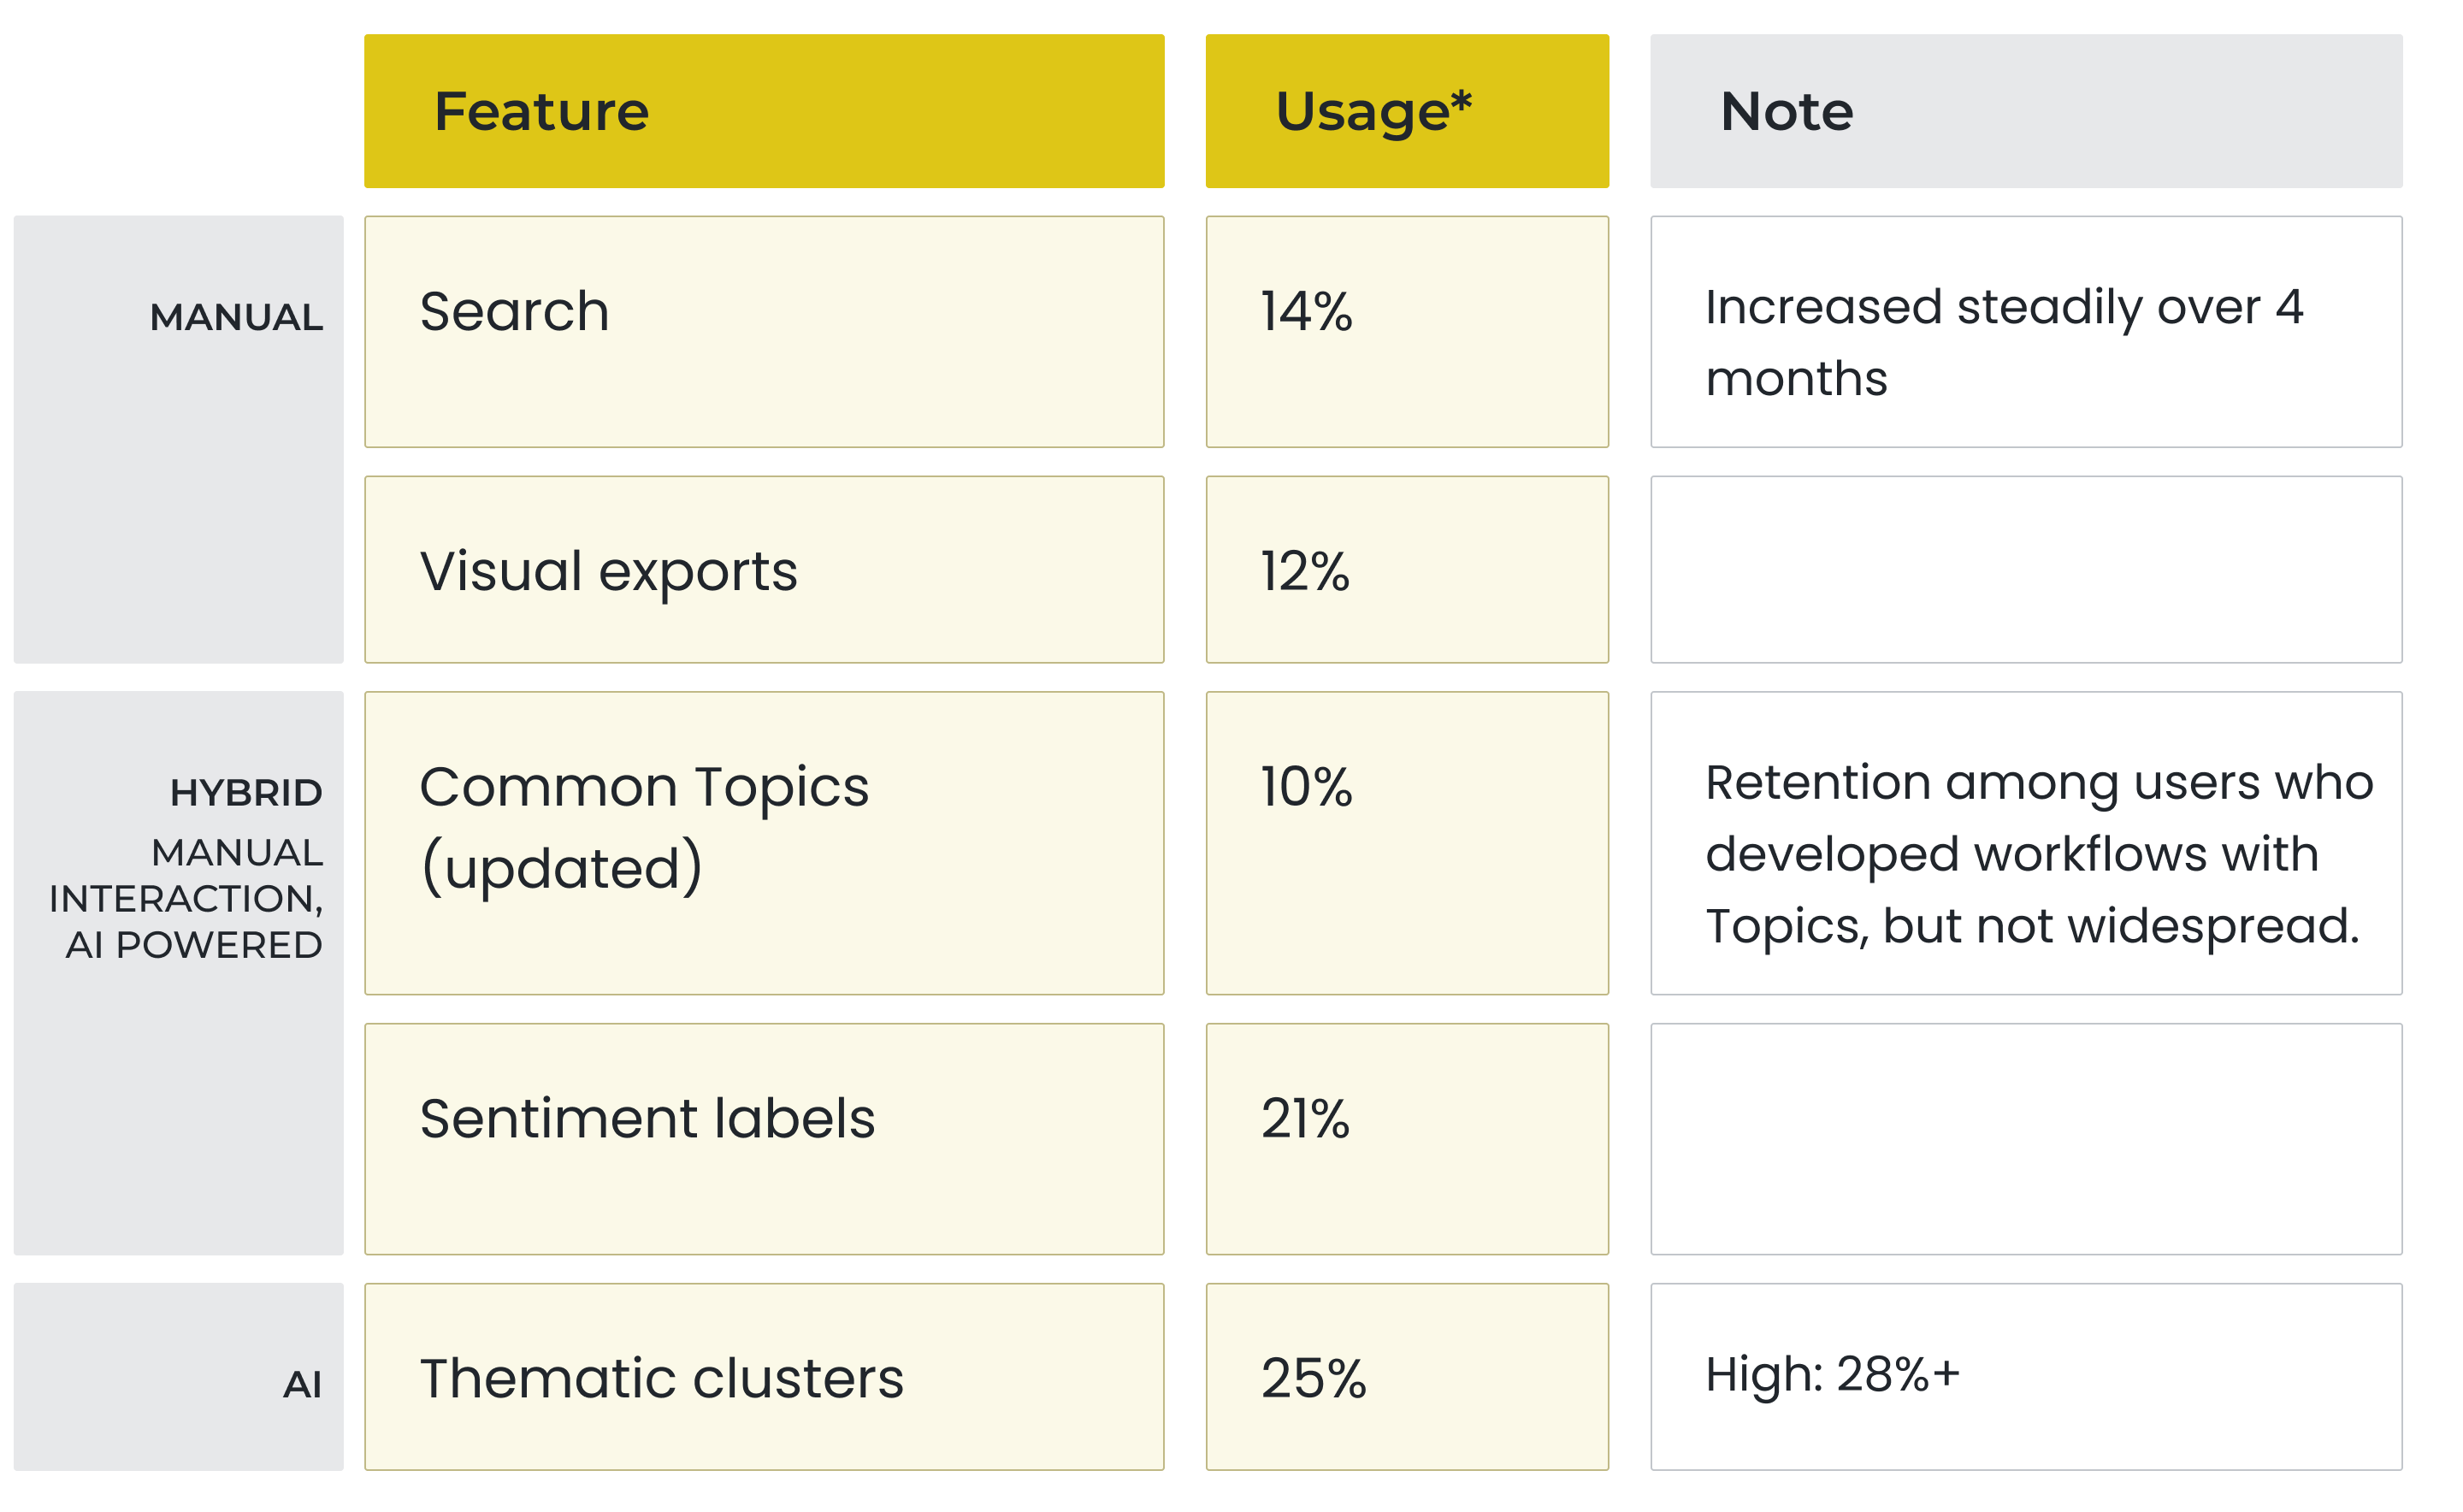 Feature
Usage*
Note
MANUAL
Search
14%
Increased steadily over 4
months
Visual exports
12%
HYBRID
MANUAL
INTERACTION,
AI POWERED
Common Topics
(updated)
10%
Retention among users who
developed workflows with
Topics, but not widespread.
Sentiment labels
21%
AI
Thematic clusters
25%
High: 28%+